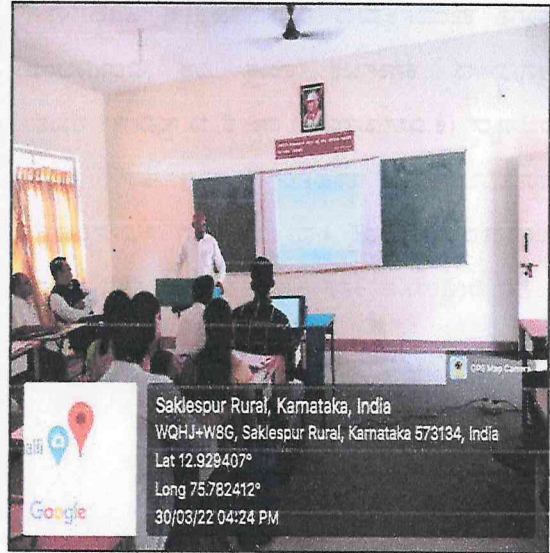 GPS Map Camera
Saklespur Rural, Karnataka, India
WQHJ+W8G, Saklespur Rural, Karnataka 573134, India
Lat 12.929407°
Long 75.782412°
30/03/22 04:24 PM
Google